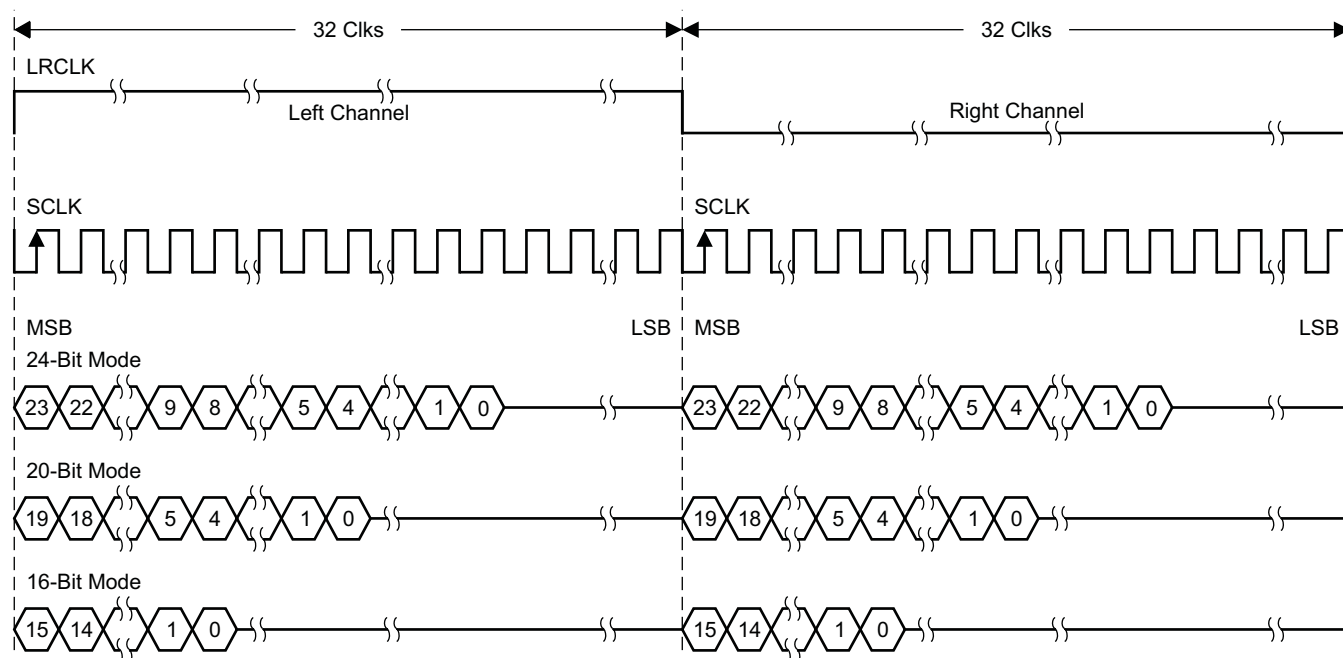 32 Clks 32 Clks
LRCLK
Left Channel Right Channel
SCLK SCLK
MSB LSB MSB LSB
24-Bit Mode
23 22 9 8 5 4 1 0 23 22 9 8 5 4 1 0
20-Bit Mode
19 18 5 4 1 0 19 18 5 4 1 0
16-Bit Mode
15 14 1 0 15 14 1 0